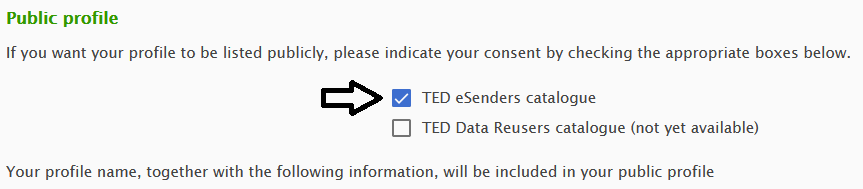 Public profile
If you want your profile to be listed publicly, please indicate your consent by checking the appropriate boxes below.
TED eSenders catalogue
TED Data Reusers catalogue (not yet available)
Your profile name, together with the following information, will be included in your public profile